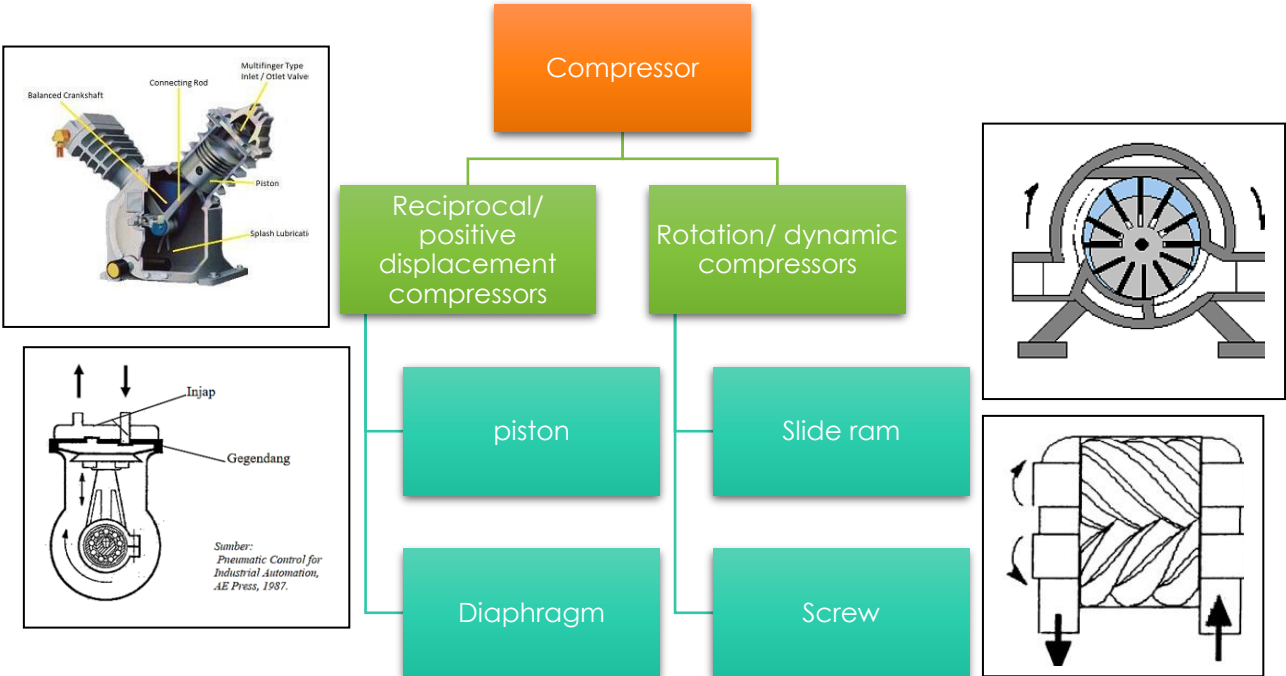 Compressor
Reciprocal/
positive
displacement
compressors
Rotation/ dynamic
compressors
piston
Slide ram
Diaphragm
Screw
Multifinger Type
Inlet / Otlet Valve
Connecting Rod
Balanced Crankshaft
Piston
Splash Lubricati
Injap
Gegendang
Sumber:
Pneumatic Control for
Industrial Automation,
AE Press, 1987.